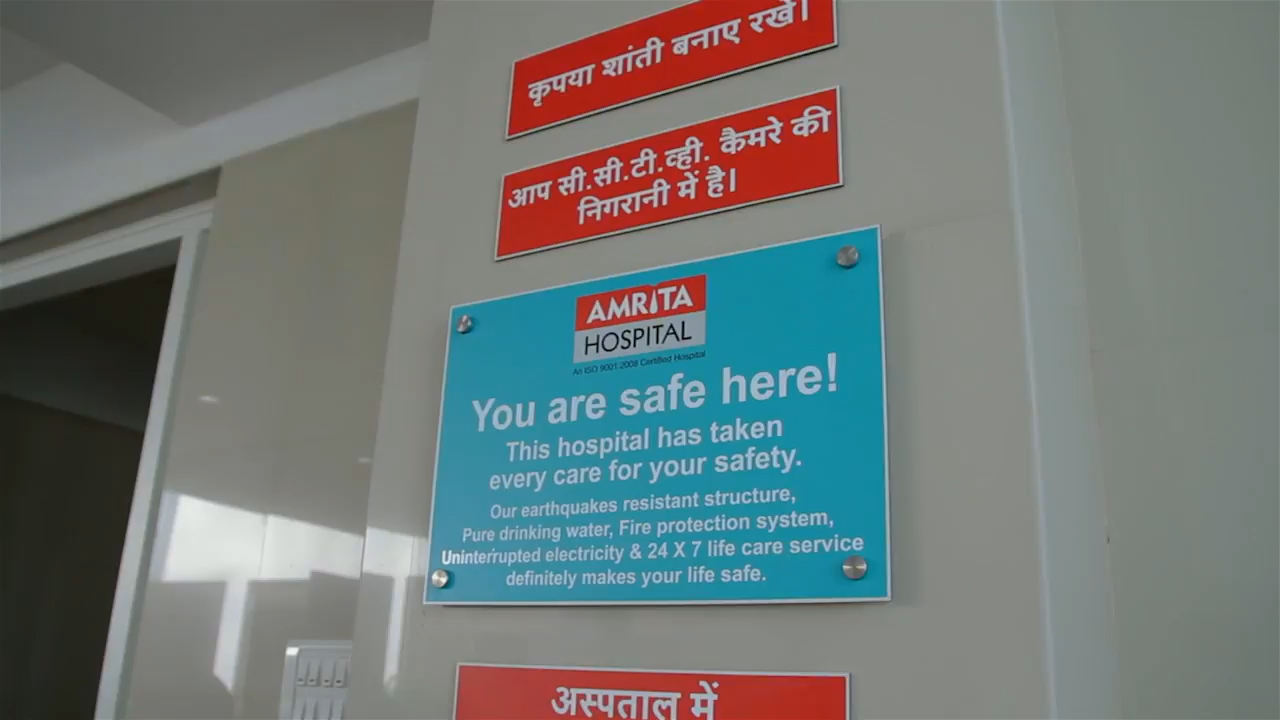 कृपया शांती बनाए रखें।
आप सी.सी.टी.व्ही. कैमरे की
निगरानी में है।
AMRITA
HOSPITAL
An ISO 9001:2008 Certified Hospital
You are safe here!
This hospital has taken
every care for your safety.
Our earthquakes resistant structure,
Pure drinking water, Fire protection system,
Uninterrupted electricity & 24 X 7 life care service
definitely makes your life safe.
अस्पताल में